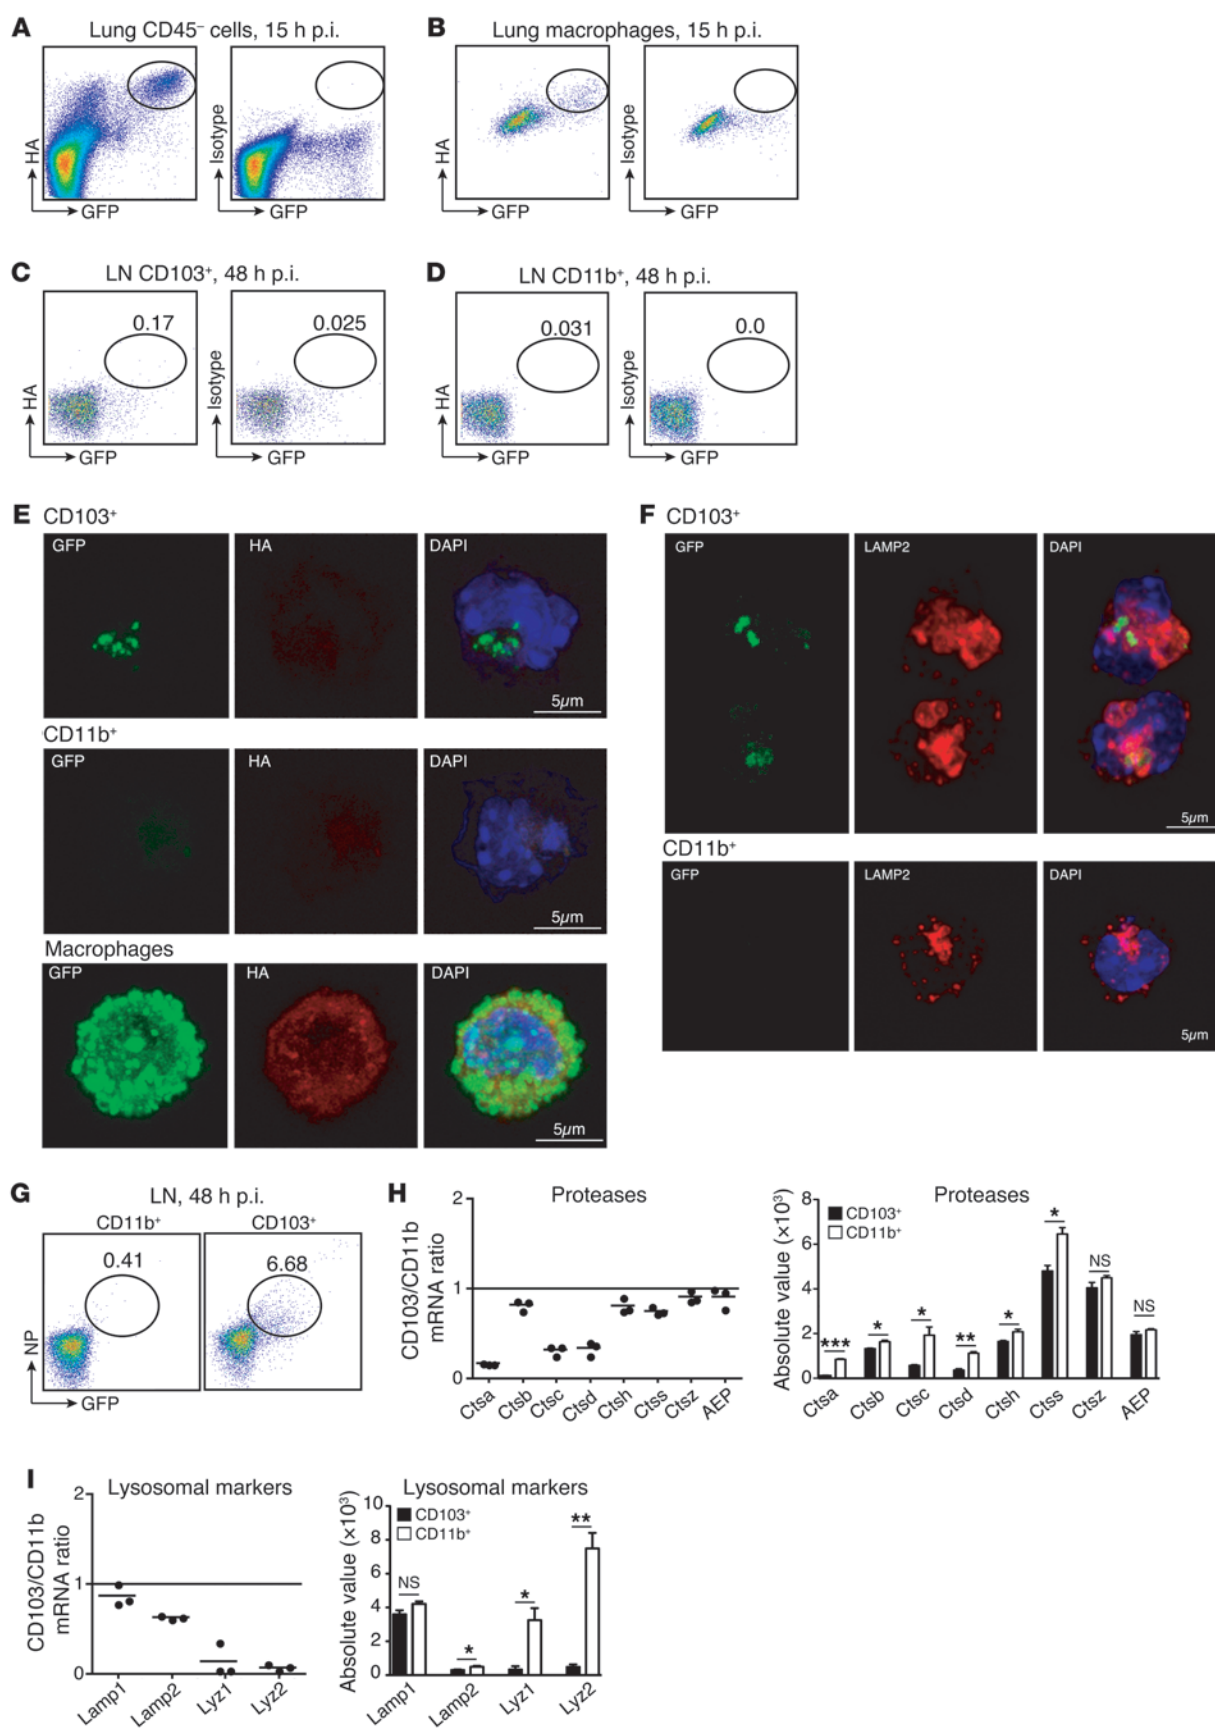 A Lung CD45⁻ cells, 15 h p.i.
HA
GFP
Isotype
B Lung macrophages, 15 h p.i.
HA
GFP
Isotype
GFP
C LN CD103⁺, 48 h p.i.
0.17
0.025
HA
GFP
Isotype
GFP
D LN CD11b⁺, 48 h p.i.
0.031
0.0
HA
GFP
Isotype
GFP
E CD103⁺
GFP HA DAPI
5µm
CD11b⁺
GFP HA DAPI
5µm
Macrophages
GFP HA DAPI
5µm
F CD103⁺
GFP LAMP2 DAPI
5µm
CD11b⁺
GFP LAMP2 DAPI
5µm
G LN, 48 h p.i.
CD11b⁺ CD103⁺
0.41 6.68
NP
GFP
H Proteases
CD103/CD11b
mRNA ratio
2
1
0
Ctsa Ctsb Ctsc Ctsd Ctsh Ctss Ctsz AEP
Proteases
Absolute value (×10³)
8
6
4
2
0
CD103⁺
CD11b⁺
*** * * ** * * NS NS
Ctsa Ctsb Ctsc Ctsd Ctsh Ctss Ctsz AEP
I Lysosomal markers
CD103/CD11b
mRNA ratio
2
1
0
Lamp1 Lamp2 Lyz1 Lyz2
Lysosomal markers
Absolute value (×10³)
10
8
6
4
2
0
CD103⁺
CD11b⁺
NS * * **
Lamp1 Lamp2 Lyz1 Lyz2